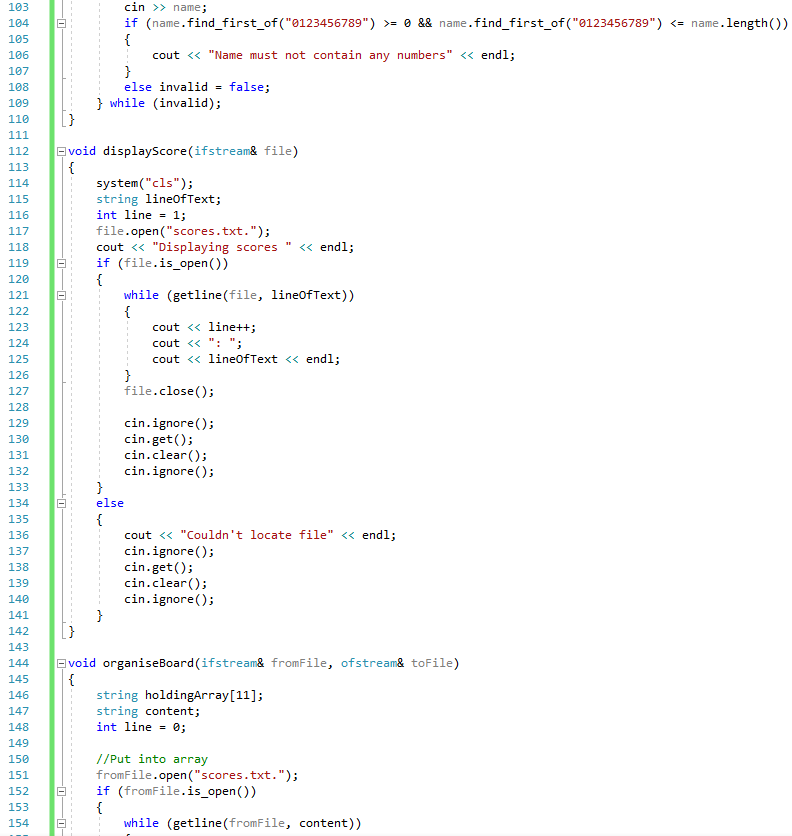 103 cin >> name;
104 if (name.find_first_of("0123456789") >= 0 && name.find_first_of("0123456789") <= name.length())
105 {
106 cout << "Name must not contain any numbers" << endl;
107 }
108 else invalid = false;
109 } while (invalid);
110 }
111
112 void displayScore(ifstream& file)
113 {
114 system("cls");
115 string lineOfText;
116 int line = 1;
117 file.open("scores.txt.");
118 cout << "Displaying scores " << endl;
119 if (file.is_open())
120 {
121 while (getline(file, lineOfText))
122 {
123 cout << line++;
124 cout << ": ";
125 cout << lineOfText << endl;
126 }
127 file.close();
128
129 cin.ignore();
130 cin.get();
131 cin.clear();
132 cin.ignore();
133 }
134 else
135 {
136 cout << "Couldn't locate file" << endl;
137 cin.ignore();
138 cin.get();
139 cin.clear();
140 cin.ignore();
141 }
142 }
143
144 void organiseBoard(ifstream& fromFile, ofstream& toFile)
145 {
146 string holdingArray[11];
147 string content;
148 int line = 0;
149
150 //Put into array
151 fromFile.open("scores.txt.");
152 if (fromFile.is_open())
153 {
154 while (getline(fromFile, content))